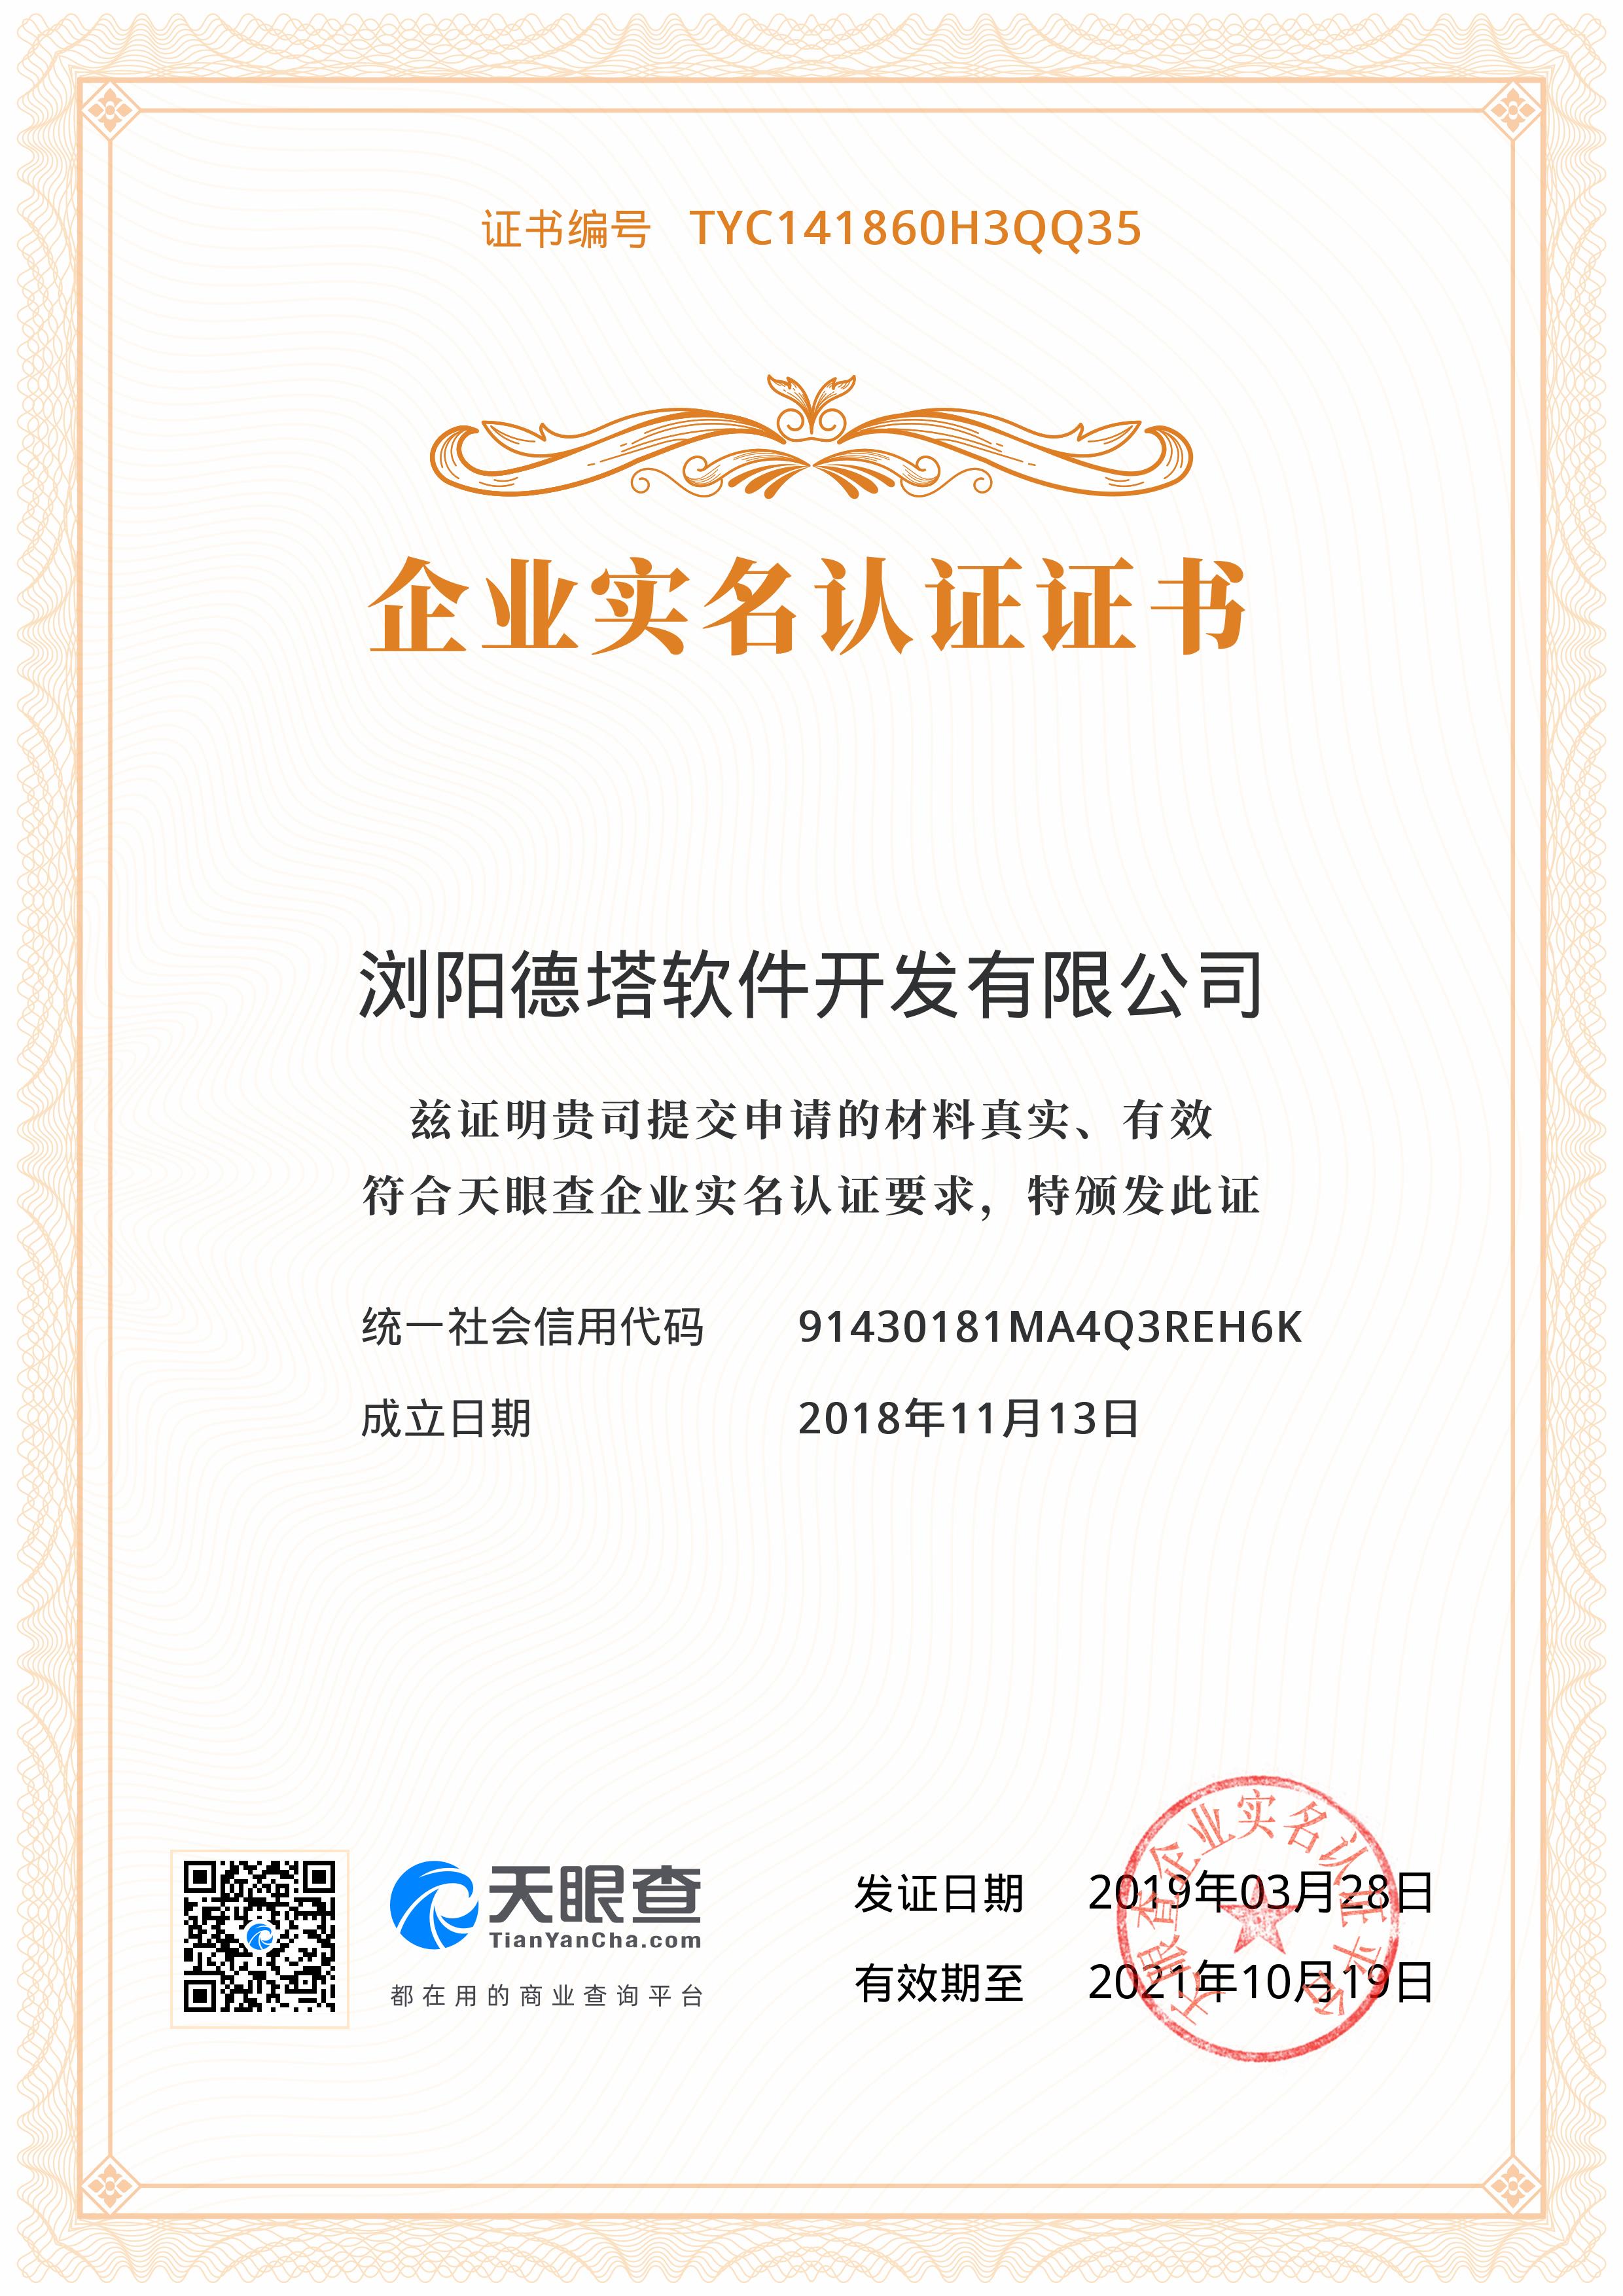 证书编号 TYC141860H3QQ35
企业实名认证证书
浏阳德塔软件开发有限公司
兹证明贵司提交申请的材料真实、有效
符合天眼查企业实名认证要求，特颁发此证
统一社会信用代码 91430181MA4Q3REH6K
成立日期 2018年11月13日
天眼查
TianYanCha.com
都在用的商业查询平台
发证日期 2019年03月28日
有效期至 2021年10月19日
天眼查企业实名认证平台